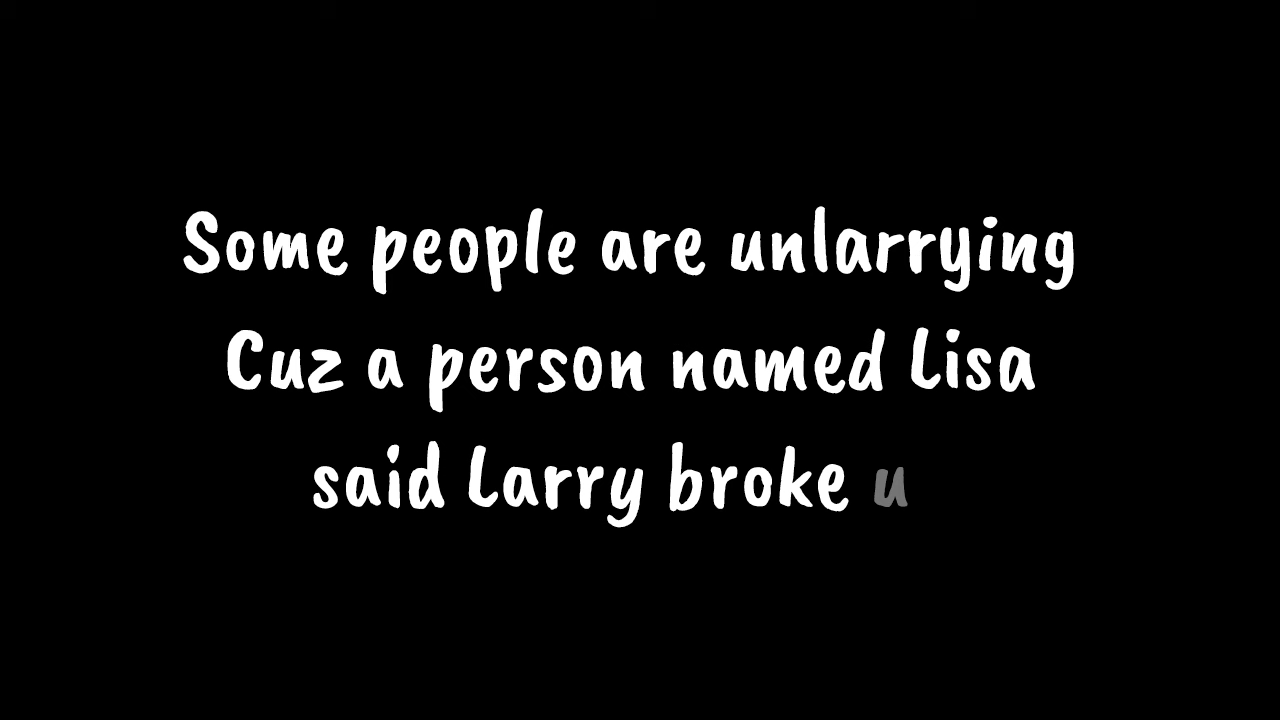 Some people are unlarrying
Cuz a person named Lisa
said Larry broke u